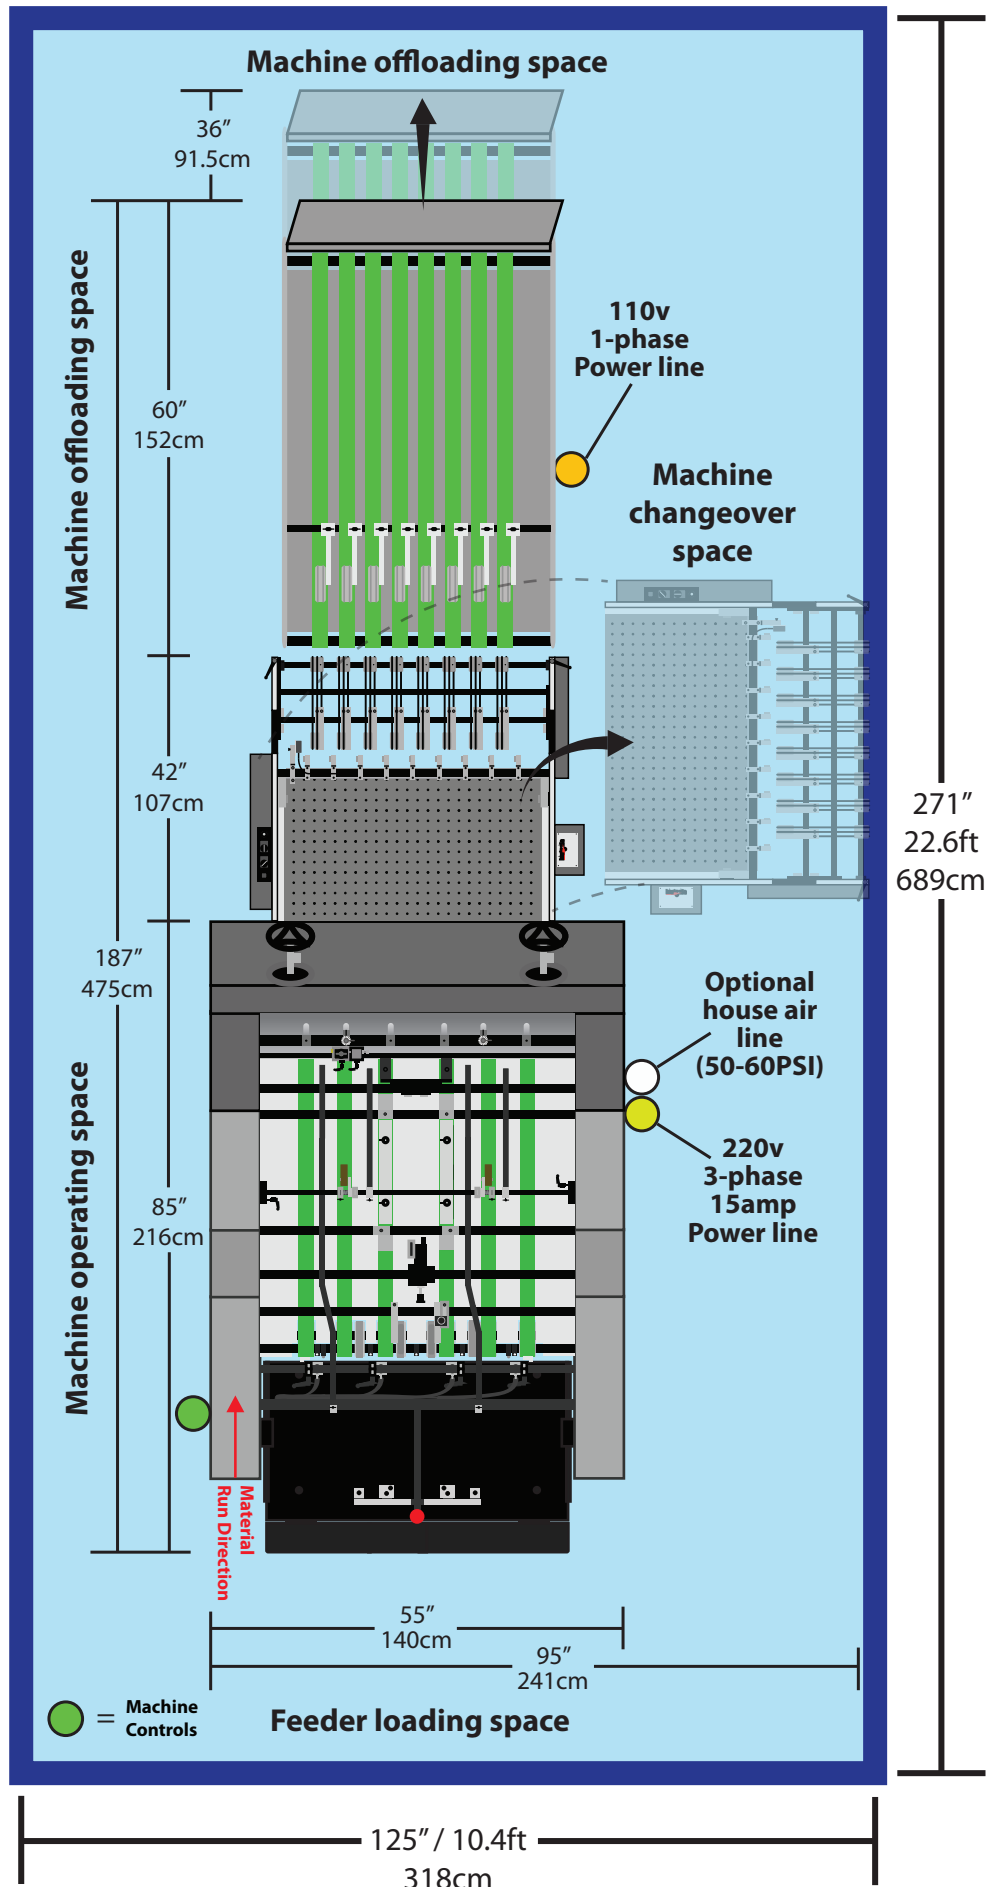 Machine offloading space
36”
91.5cm
Machine offloading space
60”
152cm
110v
1-phase
Power line
Machine
changeover
space
42”
107cm
271”
22.6ft
689cm
187”
475cm
Optional
house air
line
(50-60PSI)
220v
3-phase
15amp
Power line
Machine operating space
85”
216cm
Material
Run Direction
55”
140cm
95”
241cm
= Machine
Controls
Feeder loading space
125” / 10.4ft
318cm